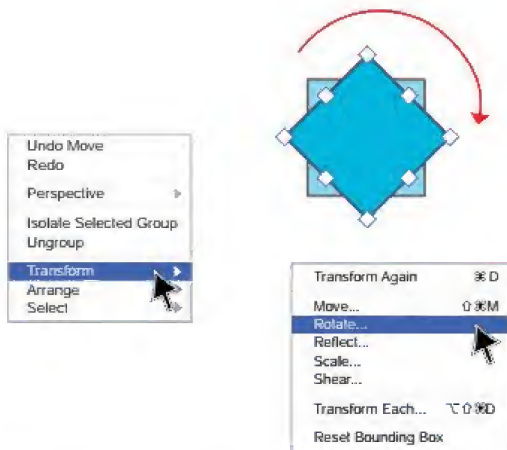 Undo Move
Redo
Perspective
Isolale Selected Group
Ungroup
Transform
Arrange
Select
Transform Again ⌘D
Move... ⇧⌘M
Rotate...
Reflect...
Scale...
Shear...
Transform Each... ⌥⇧⌘D
Reset Bounding Box